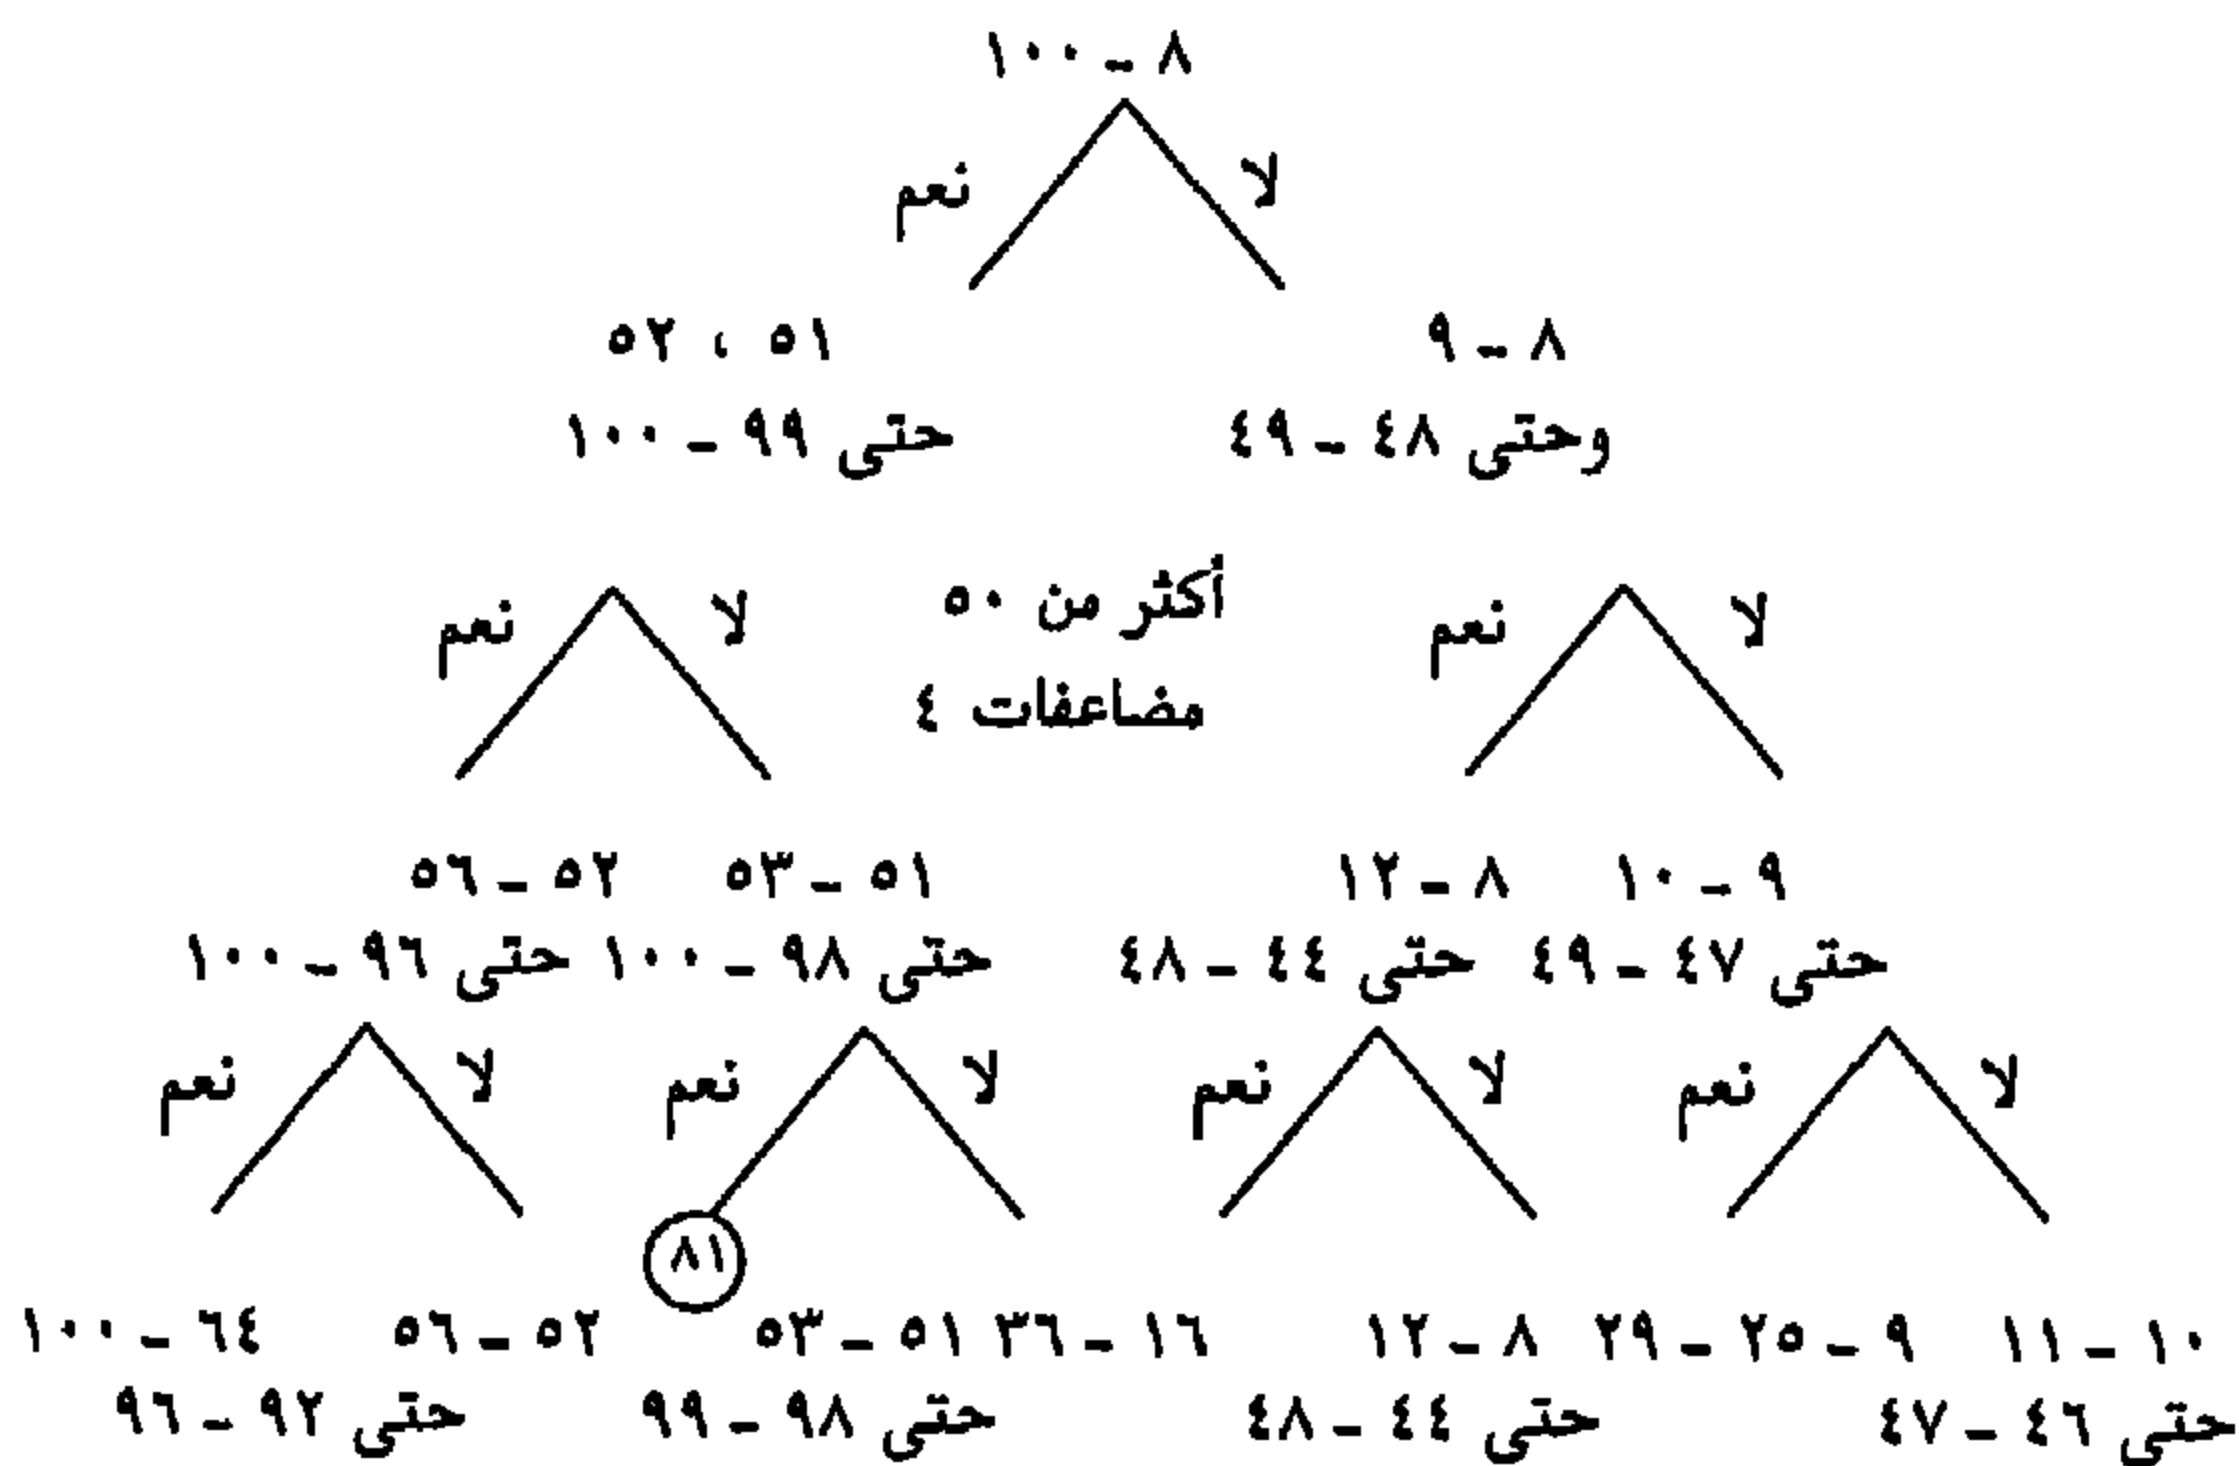 ٨ - ١٠٠
لا نعم
٨ - ٩ ٥١ ، ٥٢
وحتى ٤٨ - ٤٩ حتى ٩٩ - ١٠٠
لا نعم أكثر من ٥٠ لا نعم
مضاعفات ٤
٩ - ١٠ ٨ - ١٢ ٥١ - ٥٣ ٥٢ - ٥٦
حتى ٤٧ - ٤٩ حتى ٤٤ - ٤٨ حتى ٩٨ - ١٠٠ حتى ٩٦ - ١٠٠
لا نعم لا نعم لا نعم لا نعم
٨١
١٠ - ١١ ٩ - ٢٥ - ٢٩ ٨ - ١٢ ١٦ - ٣٦ ٥١ - ٥٣ ٥٢ - ٥٦ ٦٤ - ١٠٠
حتى ٤٦ - ٤٧ حتى ٤٤ - ٤٨ حتى ٩٨ - ٩٩ حتى ٩٢ - ٩٦